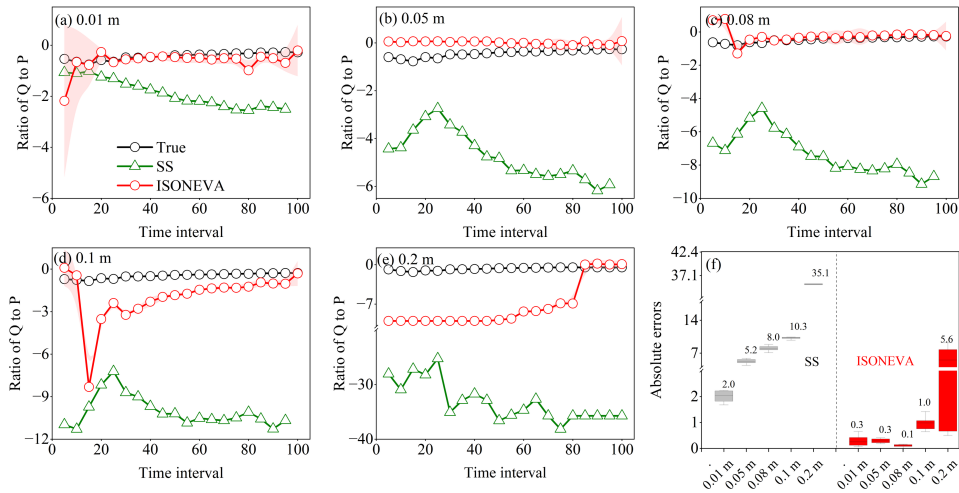 (a) 0.01 m
(b) 0.05 m
(c) 0.08 m
Ratio of Q to P
2
0
−2
−4
−6
True
SS
ISONEVA
0 20 40 60 80 100
Time interval
Ratio of Q to P
2
0
−2
−4
−6
0 20 40 60 80 100
Time interval
Ratio of Q to P
2
0
−2
−4
−6
−8
−10
0 20 40 60 80 100
Time interval
(d) 0.1 m
(e) 0.2 m
(f)
Ratio of Q to P
0
−3
−6
−9
−12
0 20 40 60 80 100
Time interval
Ratio of Q to P
0
−7
−30
−40
0 20 40 60 80 100
Time interval
Absolute errors
42.4
37.1
14
7
2
1
0
2.0
5.2
8.0
10.3
35.1
SS
ISONEVA
0.3
0.3
0.1
1.0
5.6
0.01 m
0.05 m
0.08 m
0.1 m
0.2 m
0.01 m
0.05 m
0.08 m
0.1 m
0.2 m